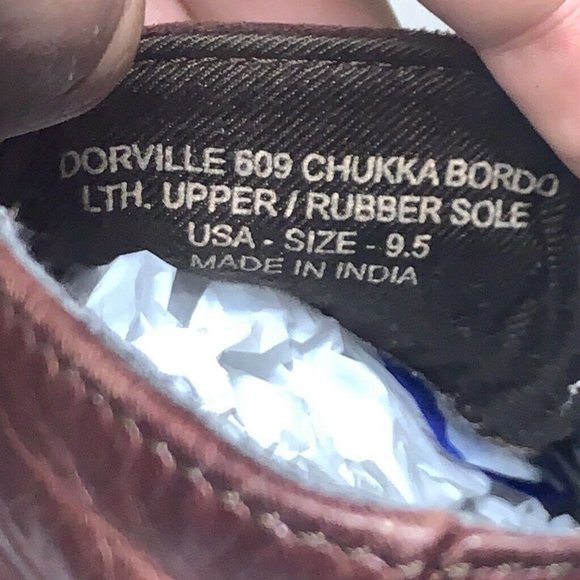 DORVILLE 609 CHUKKA BORDO
LTH. UPPER / RUBBER SOLE
USA - SIZE - 9.5
MADE IN INDIA